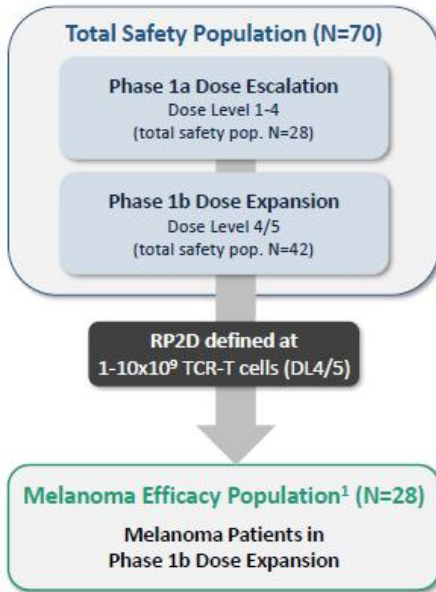 Total Safety Population (N=70)
Phase 1a Dose Escalation
Dose Level 1-4
(total safety pop. N=28)
Phase 1b Dose Expansion
Dose Level 4/5
(total safety pop. N=42)
RP2D defined at
1-10x10⁹ TCR-T cells (DL4/5)
Melanoma Efficacy Population¹ (N=28)
Melanoma Patients in
Phase 1b Dose Expansion